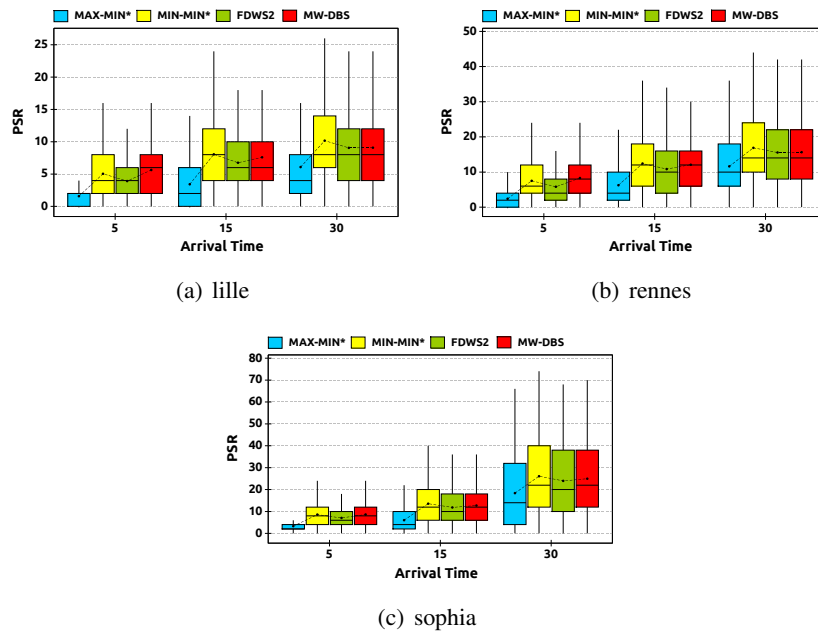 MAX-MIN* MIN-MIN* FDWS2 MW-DBS
PSR
25
20
15
10
5
0
5 15 30
Arrival Time
(a) lille
MAX-MIN* MIN-MIN* FDWS2 MW-DBS
PSR
50
40
30
20
10
0
5 15 30
Arrival Time
(b) rennes
MAX-MIN* MIN-MIN* FDWS2 MW-DBS
PSR
80
70
60
50
40
30
20
10
0
5 15 30
Arrival Time
(c) sophia